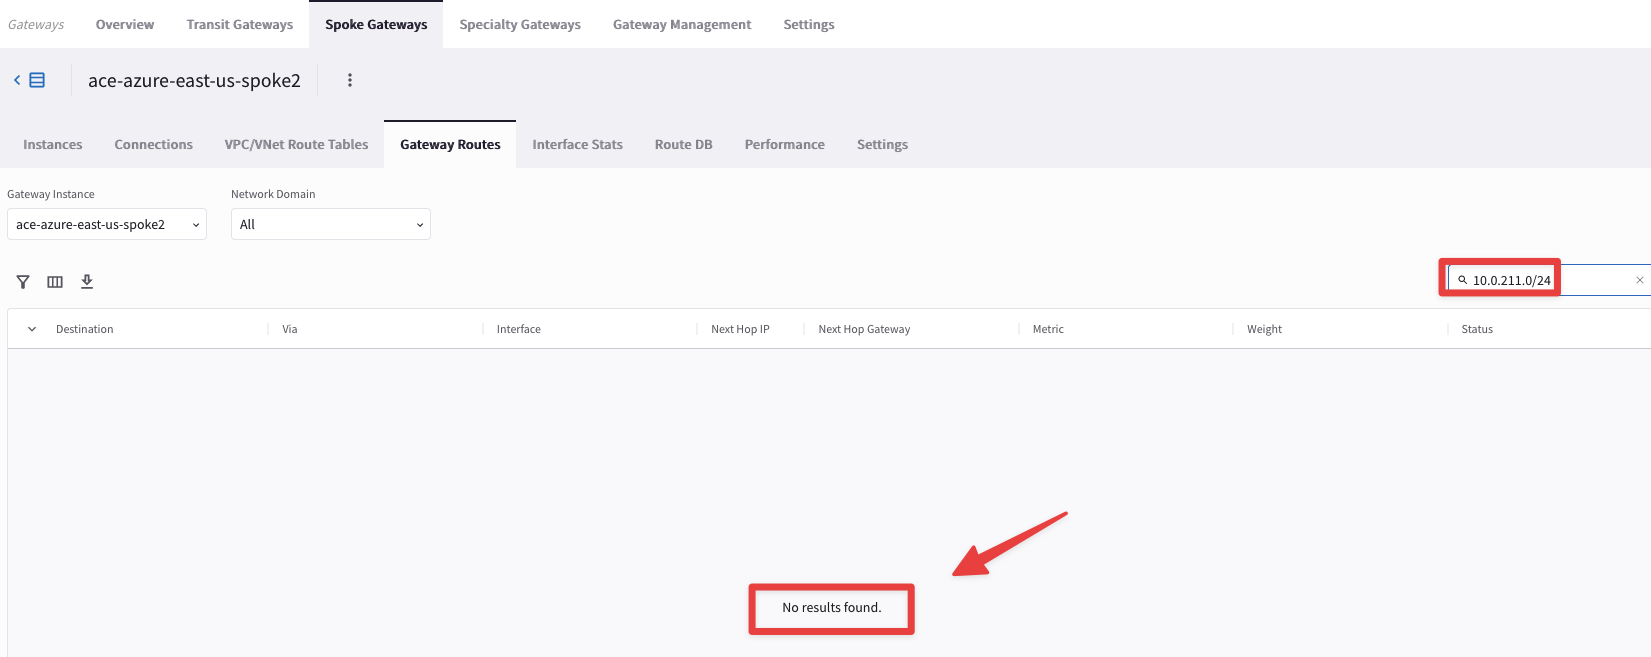 Gateways Overview Transit Gateways Spoke Gateways Specialty Gateways Gateway Management Settings
ace-azure-east-us-spoke2
Instances Connections VPC/VNet Route Tables Gateway Routes Interface Stats Route DB Performance Settings
Gateway Instance Network Domain
ace-azure-east-us-spoke2 All
10.0.211.0/24
Destination Via Interface Next Hop IP Next Hop Gateway Metric Weight Status
No results found.